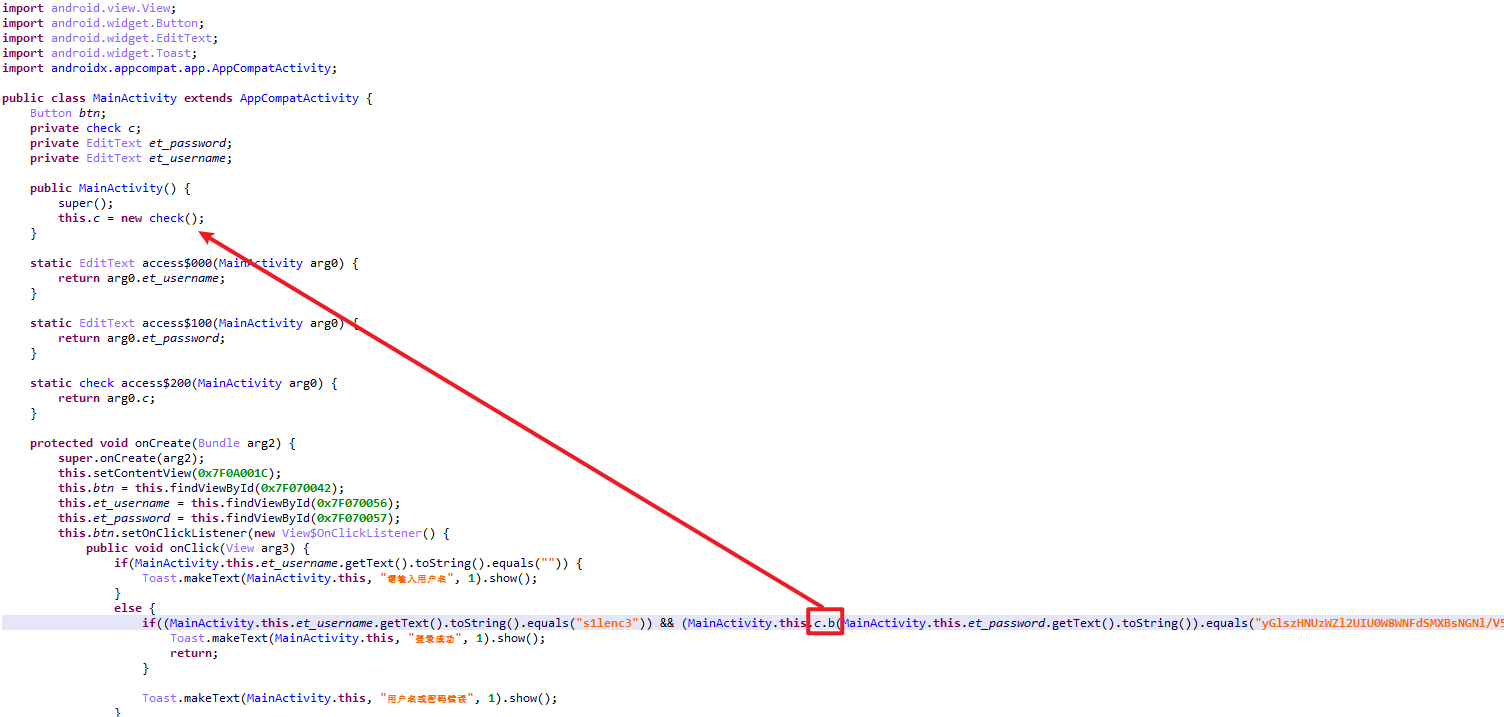 import android.view.View;
import android.widget.Button;
import android.widget.EditText;
import android.widget.Toast;
import androidx.appcompat.app.AppCompatActivity;
public class MainActivity extends AppCompatActivity {
Button btn;
private check c;
private EditText et_password;
private EditText et_username;
public MainActivity() {
super();
this.c = new check();
}
static EditText access$000(MainActivity arg0) {
return arg0.et_username;
}
static EditText access$100(MainActivity arg0) {
return arg0.et_password;
}
static check access$200(MainActivity arg0) {
return arg0.c;
}
protected void onCreate(Bundle arg2) {
super.onCreate(arg2);
this.setContentView(0x7F0A001C);
this.btn = this.findViewById(0x7F070042);
this.et_username = this.findViewById(0x7F070056);
this.et_password = this.findViewById(0x7F070057);
this.btn.setOnClickListener(new View$OnClickListener() {
public void onClick(View arg3) {
if(MainActivity.this.et_username.getText().toString().equals("")) {
Toast.makeText(MainActivity.this, "请输入用户名", 1).show();
}
else {
if((MainActivity.this.et_username.getText().toString().equals("s1lenc3")) && (MainActivity.this.c.b(MainActivity.this.et_password.getText().toString()).equals("yGlszHNUzWZl2UIU0W8WNFdSMXBsNGNl/V5
Toast.makeText(MainActivity.this, "登录成功", 1).show();
return;
}
Toast.makeText(MainActivity.this, "用户名或密码错误", 1).show();
}